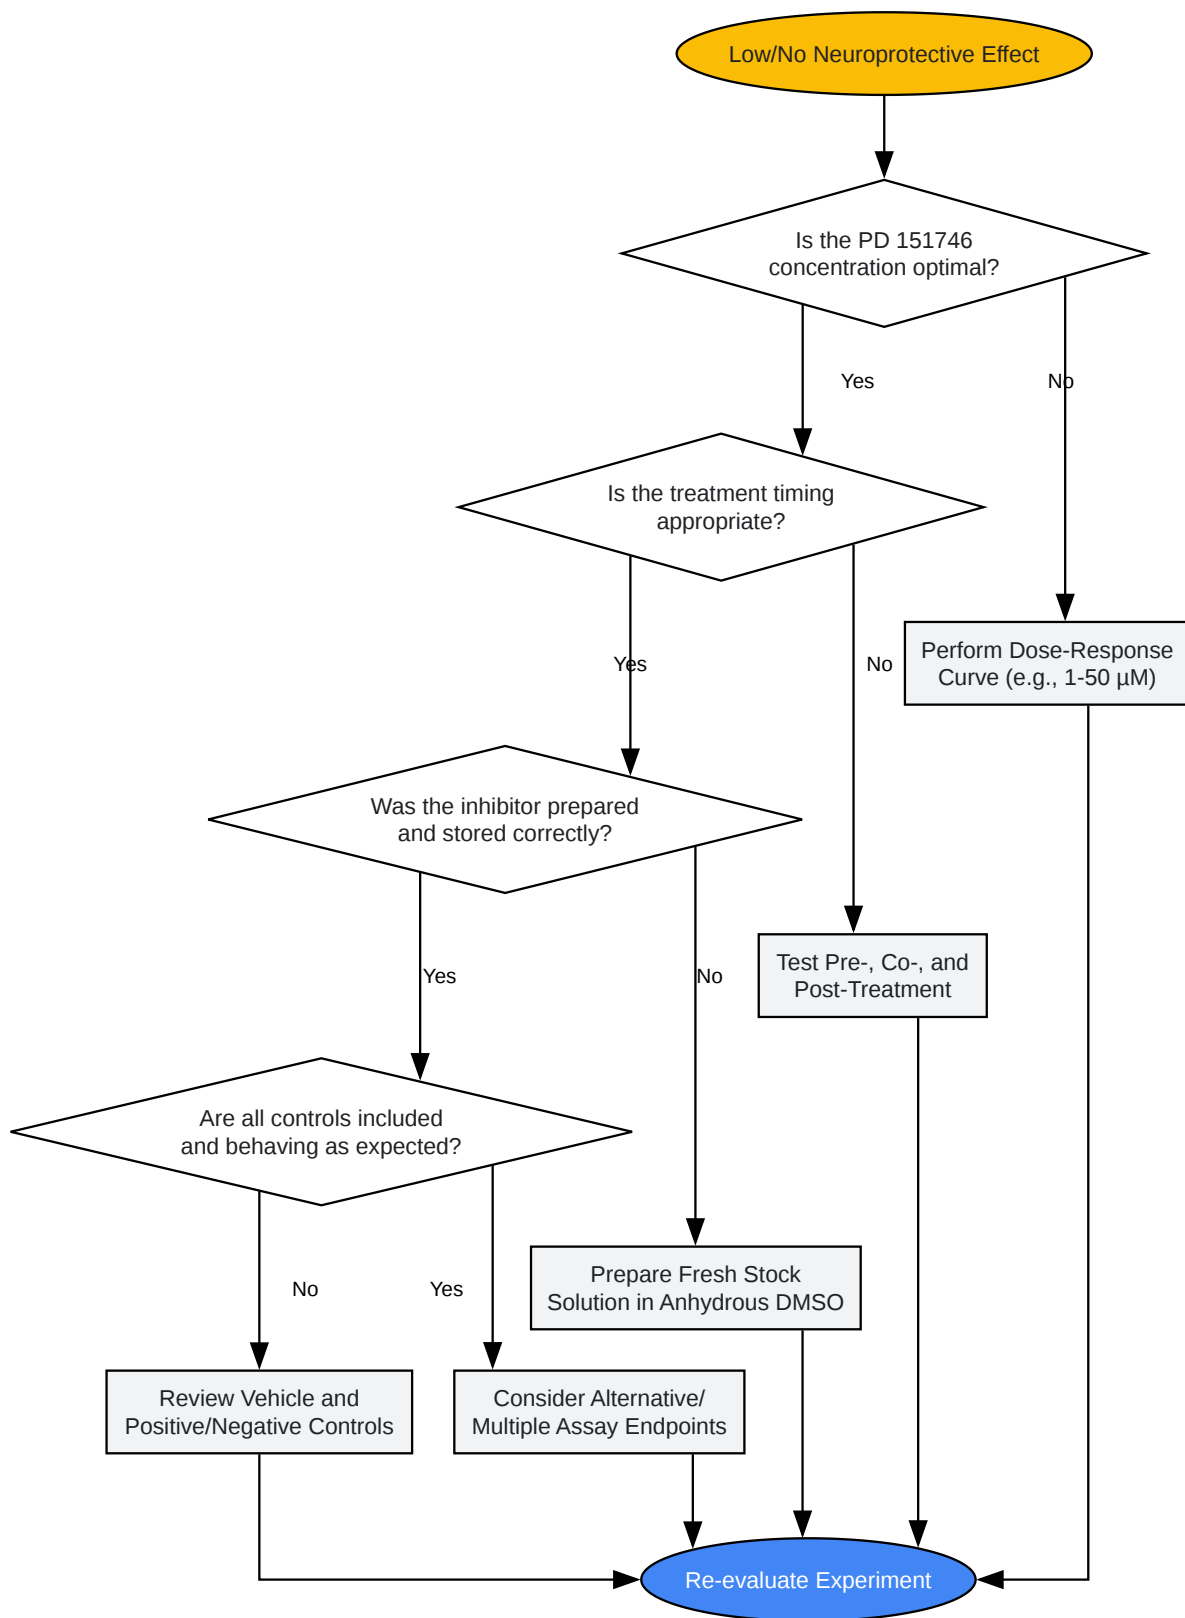 Low/No Neuroprotective Effect
Is the PD 151746
concentration optimal?
Yes
No
Is the treatment timing
appropriate?
Yes
No
Perform Dose-Response
Curve (e.g., 1-50 µM)
Was the inhibitor prepared
and stored correctly?
Yes
No
Test Pre-, Co-, and
Post-Treatment
Are all controls included
and behaving as expected?
No
Yes
Prepare Fresh Stock
Solution in Anhydrous DMSO
Review Vehicle and
Positive/Negative Controls
Consider Alternative/
Multiple Assay Endpoints
Re-evaluate Experiment